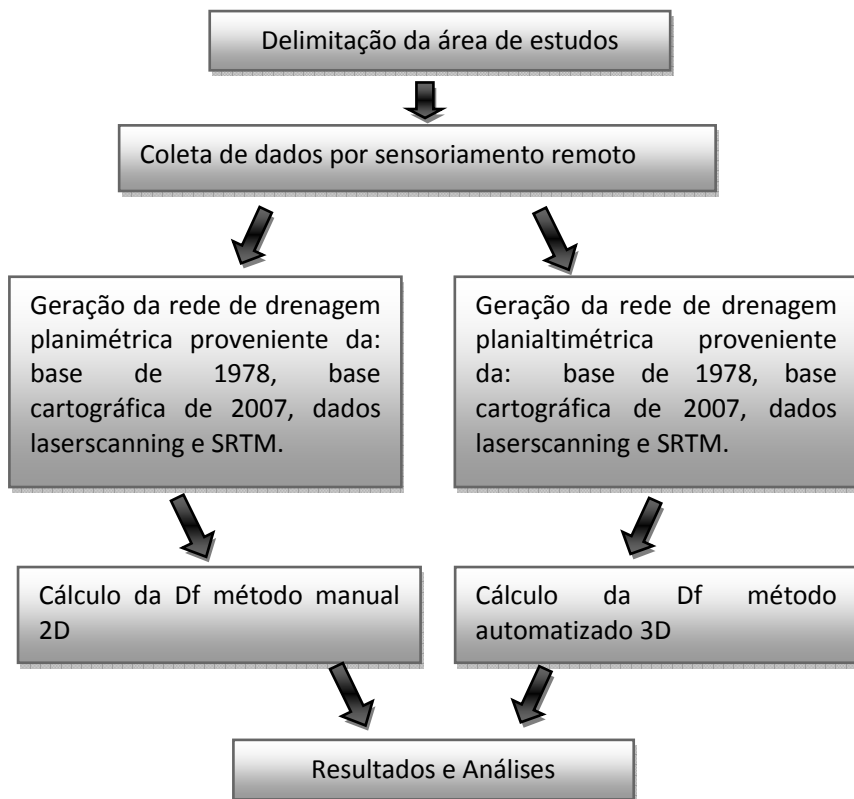 Delimitação da área de estudos
Coleta de dados por sensoriamento remoto
Geração da rede de drenagem
planimétrica proveniente da:
base de 1978, base
cartográfica de 2007, dados
laserscanning e SRTM.
Geração da rede de drenagem
planialtimétrica proveniente
da: base de 1978, base
cartográfica de 2007, dados
laserscanning e SRTM.
Cálculo da Df método manual
2D
Cálculo da Df método
automatizado 3D
Resultados e Análises